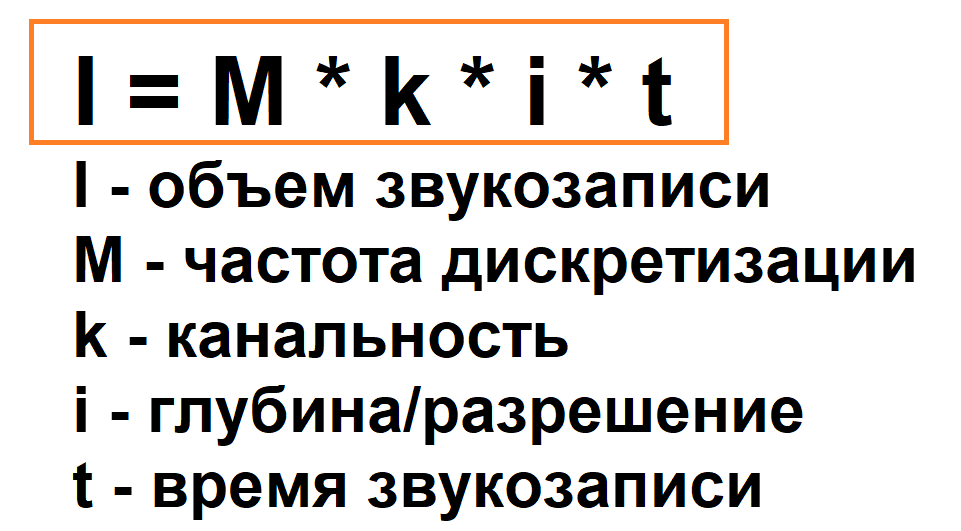 I = M * k * i * t
I - объем звукозаписи
M - частота дискретизации
k - канальность
i - глубина/разрешение
t - время звукозаписи